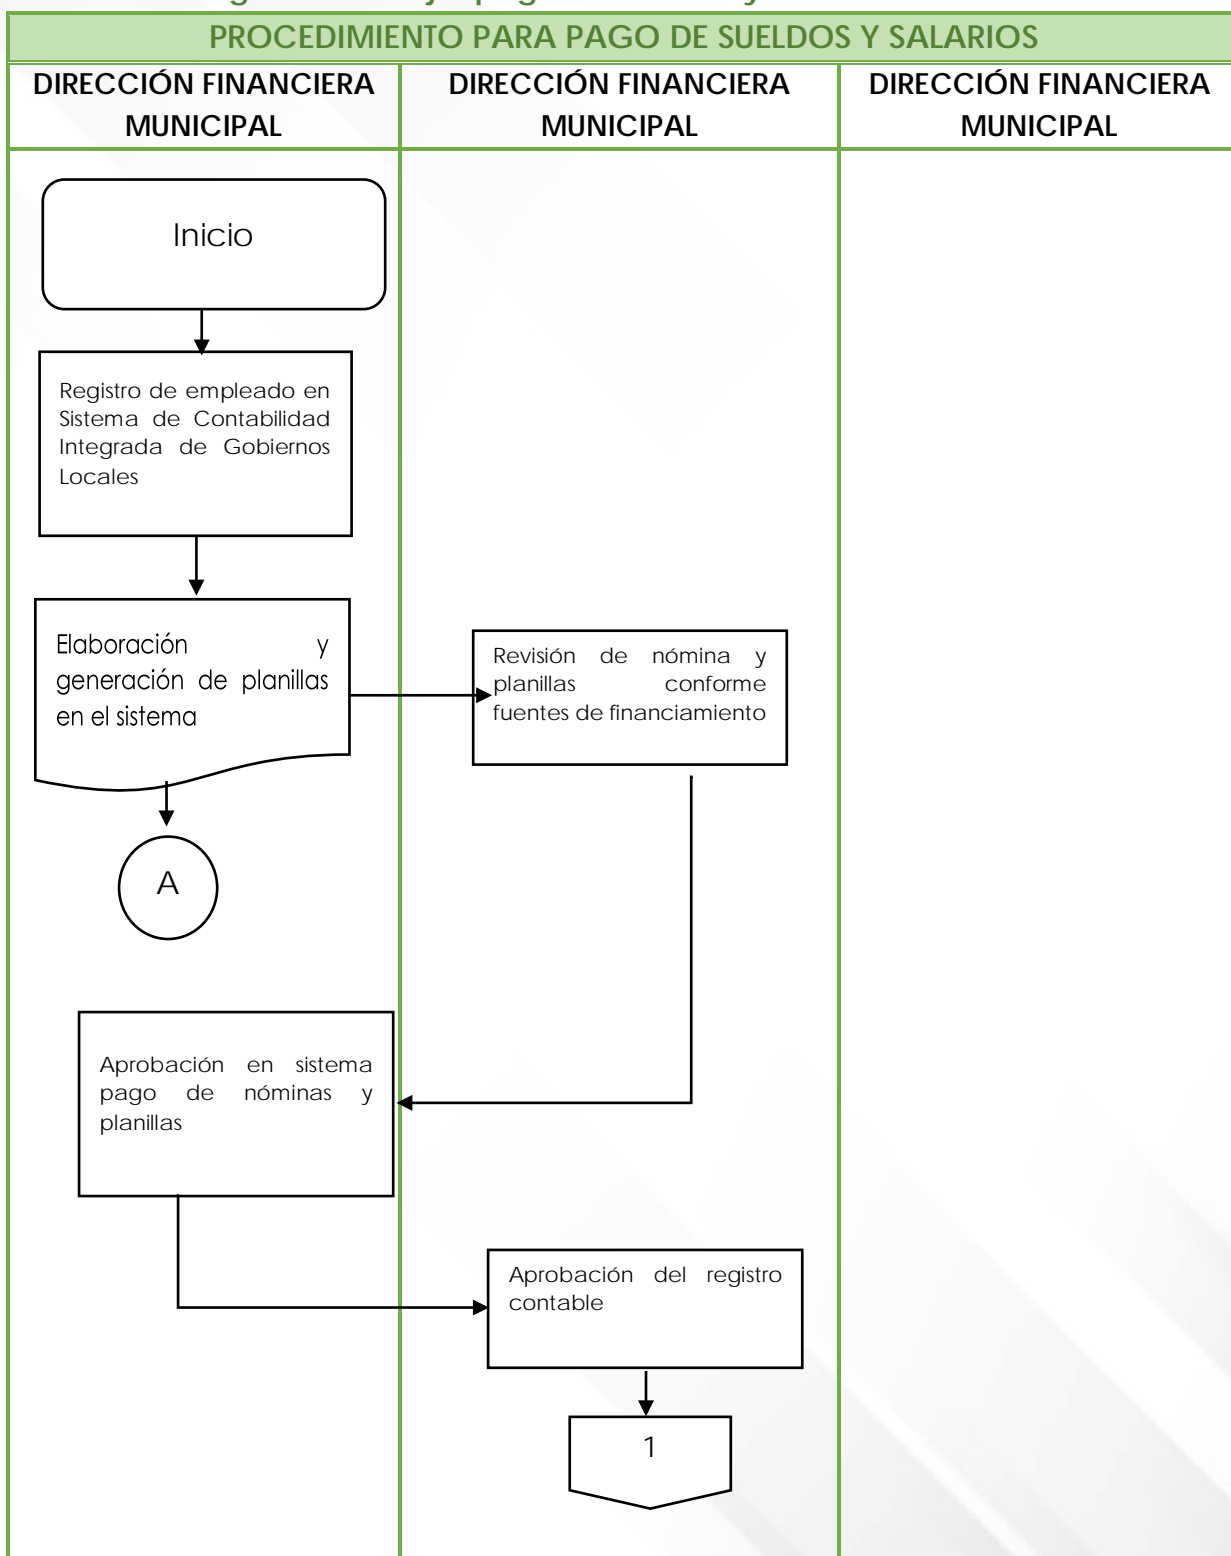 PROCEDIMIENTO PARA PAGO DE SUELDOS Y SALARIOS
DIRECCIÓN FINANCIERA
MUNICIPAL
DIRECCIÓN FINANCIERA
MUNICIPAL
DIRECCIÓN FINANCIERA
MUNICIPAL
Inicio
Registro de empleado en
Sistema de Contabilidad
Integrada de Gobiernos
Locales
Elaboración y
generación de planillas
en el sistema
Revisión de nómina y
planillas conforme
fuentes de financiamiento
A
Aprobación en sistema
pago de nóminas y
planillas
Aprobación del registro
contable
1